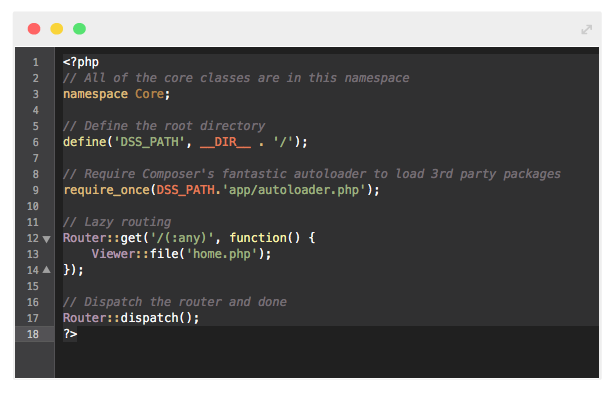 1 <?php
2 // All of the core classes are in this namespace
3 namespace Core;
4
5 // Define the root directory
6 define('DSS_PATH', __DIR__ . '/');
7
8 // Require Composer's fantastic autoloader to load 3rd party packages
9 require_once(DSS_PATH.'app/autoloader.php');
10
11 // Lazy routing
12 Router::get('/(:any)', function() {
13     Viewer::file('home.php');
14 });
15
16 // Dispatch the router and done
17 Router::dispatch();
18 ?>